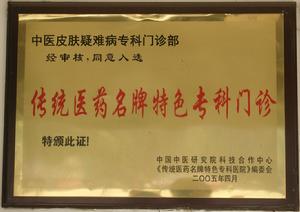 中医皮肤疑难病专科门诊部
经审核，同意入选
传统医药名牌特色专科门诊
特颁此证！
中国中医研究院科技合作中心
《传统医药名牌特色专科医院》编委会
二〇〇五年四月